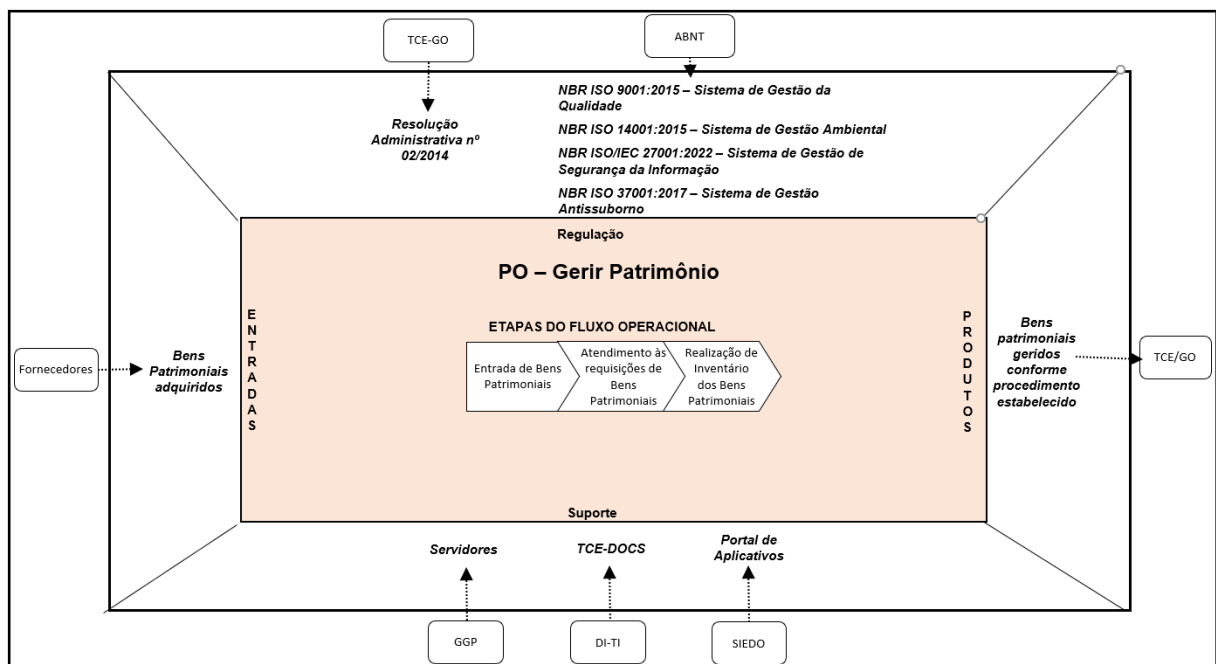 TCE-GO
ABNT
NBR ISO 9001:2015 – Sistema de Gestão da
Qualidade
NBR ISO 14001:2015 – Sistema de Gestão Ambiental
NBR ISO/IEC 27001:2022 – Sistema de Gestão de
Segurança da Informação
NBR ISO 37001:2017 – Sistema de Gestão
Antissuborno
Resolução
Administrativa nº
02/2014
Regulação
PO – Gerir Patrimônio
ETAPAS DO FLUXO OPERACIONAL
Entrada de Bens
Patrimoniais
Atendimento às
requisições de
Bens
Patrimoniais
Realização de
Inventário
dos Bens
Patrimoniais
Fornecedores
Bens
Patrimoniais
adquiridos
ENTRADAS
PRODUTOS
Bens
patrimoniais
geridos
conforme
procedimento
estabelecido
TCE/GO
Suporte
Servidores
TCE-DOCS
Portal de
Aplicativos
GGP
DI-TI
SIEDO